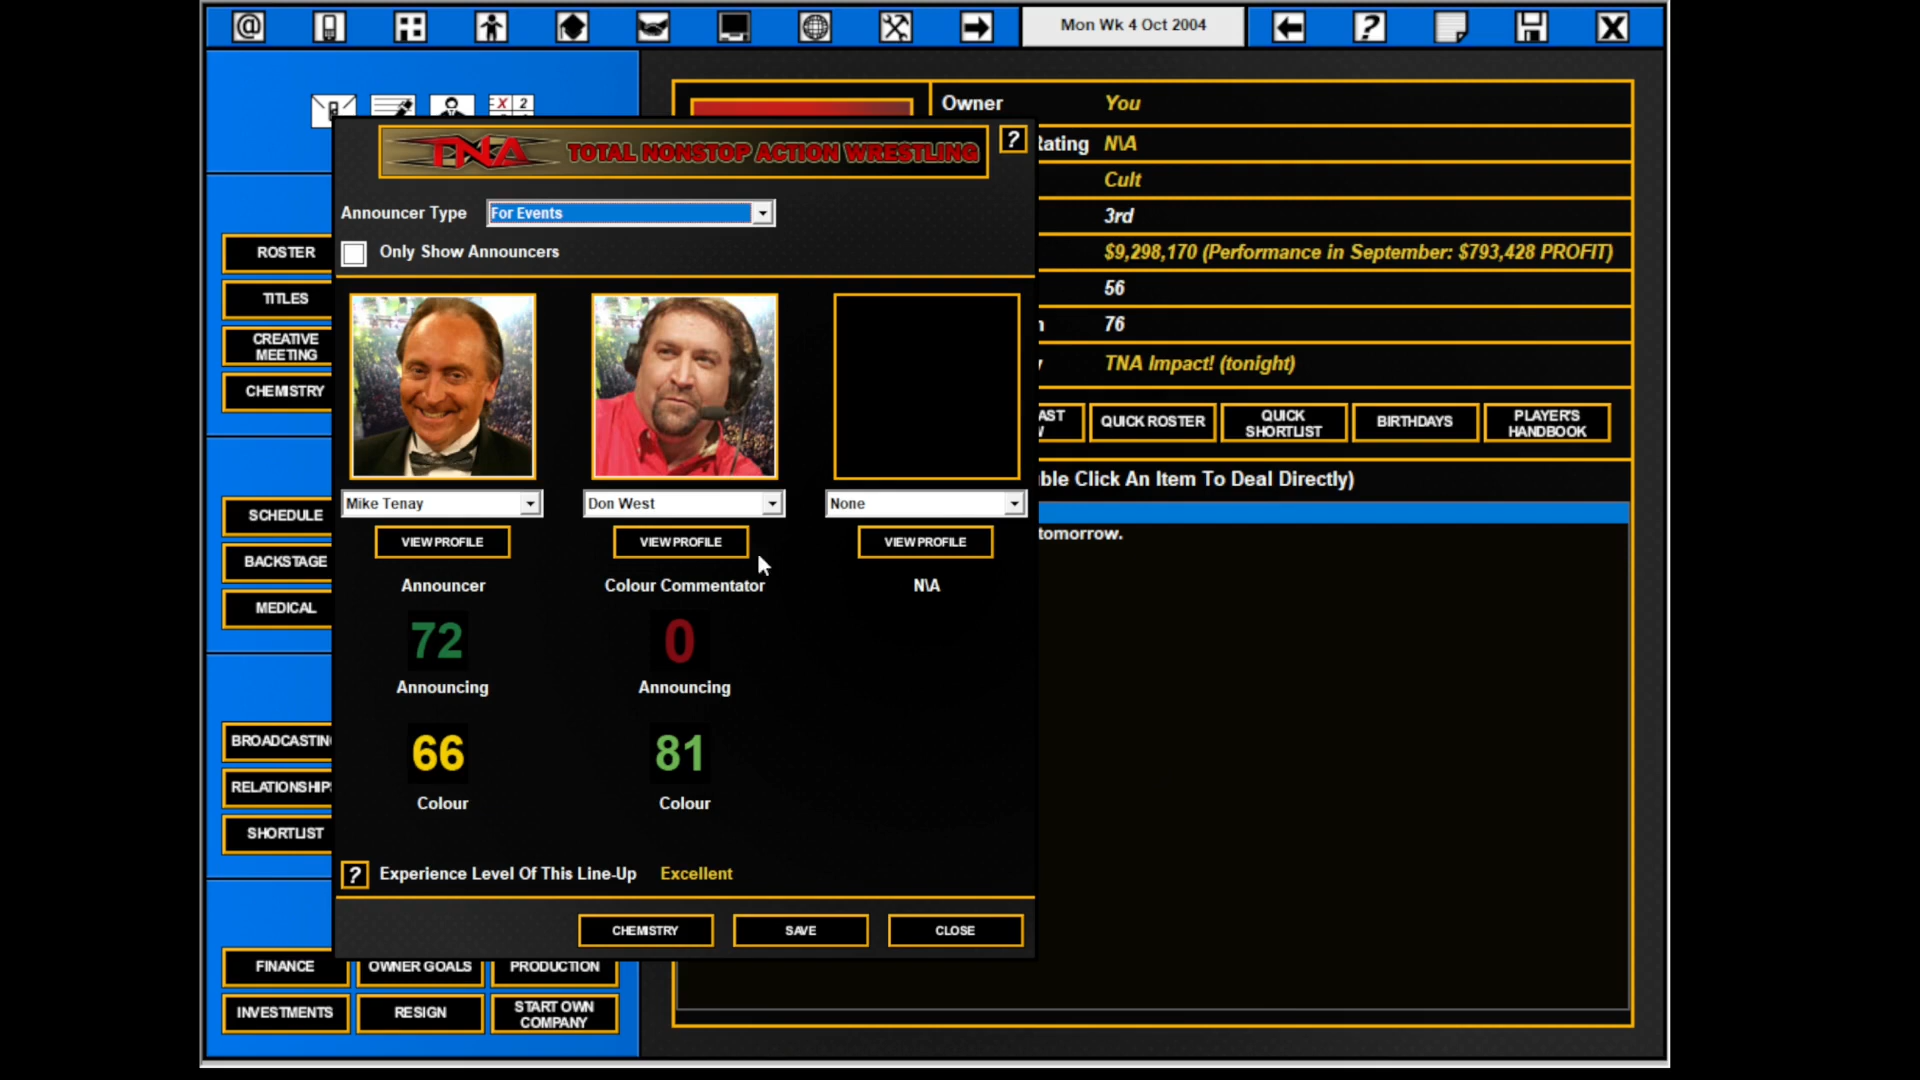 @
?
X
Mon Wk 4 Oct 2004
X 2
Owner
You
TNA
TOTAL NONSTOP ACTION WRESTLING
?
Rating
N\A
Cult
Announcer Type
For Events
3rd
ROSTER
Only Show Announcers
$9,298,170 (Performance in September: $793,428 PROFIT)
56
TITLES
76
CREATIVE
MEETING
TNA Impact! (tonight)
CHEMISTRY
AST
W
QUICK ROSTER
QUICK
SHORTLIST
BIRTHDAYS
PLAYER'S
HANDBOOK
ble Click An Item To Deal Directly)
tomorrow.
Mike Tenay
Don West
None
SCHEDULE
VIEW PROFILE
VIEW PROFILE
VIEW PROFILE
BACKSTAGE
Announcer
Colour Commentator
N\A
MEDICAL
72
0
Announcing
Announcing
BROADCASTIN
66
81
RELATIONSHIP
Colour
Colour
SHORTLIST
?
Experience Level Of This Line-Up
Excellent
CHEMISTRY
SAVE
CLOSE
FINANCE
OWNER GOALS
PRODUCTION
INVESTMENTS
RESIGN
START OWN
COMPANY